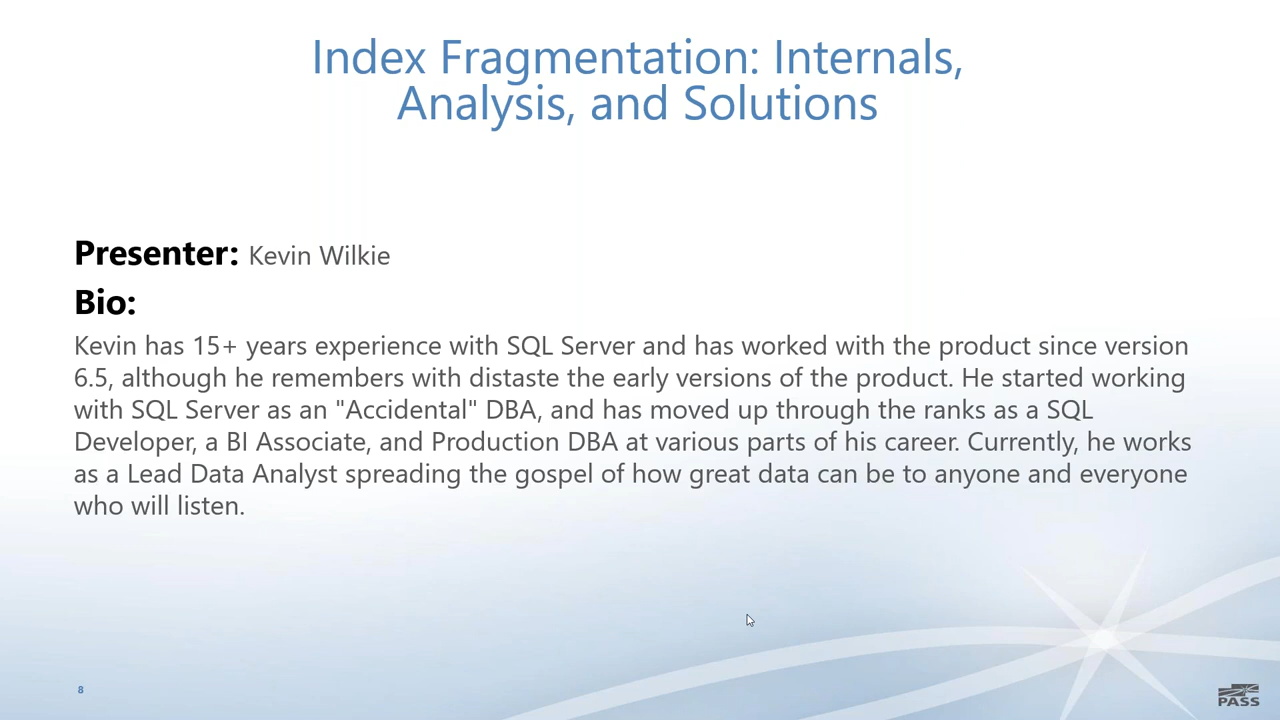 Index Fragmentation: Internals,
Analysis, and Solutions
Presenter: Kevin Wilkie
Bio:
Kevin has 15+ years experience with SQL Server and has worked with the product since version
6.5, although he remembers with distaste the early versions of the product. He started working
with SQL Server as an "Accidental" DBA, and has moved up through the ranks as a SQL
Developer, a BI Associate, and Production DBA at various parts of his career. Currently, he works
as a Lead Data Analyst spreading the gospel of how great data can be to anyone and everyone
who will listen.
8
PASS